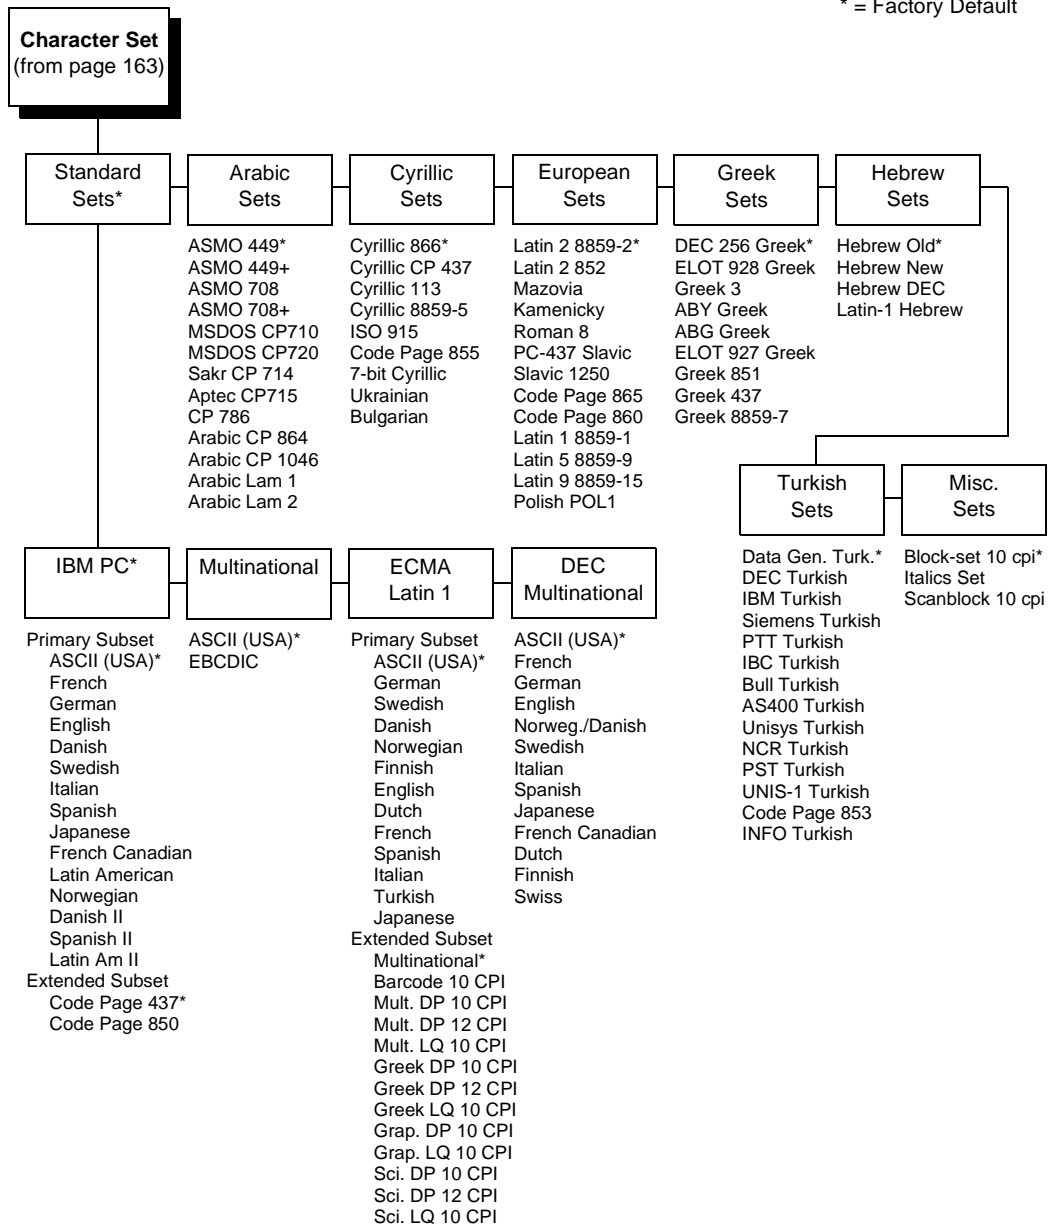 * = Factory Default
Character Set
(from page 163)
Standard
Sets*
Arabic
Sets
Cyrillic
Sets
European
Sets
Greek
Sets
Hebrew
Sets
ASMO 449*
ASMO 449+
ASMO 708
ASMO 708+
MSDOS CP710
MSDOS CP720
Sakr CP 714
Aptec CP715
CP 786
Arabic CP 864
Arabic CP 1046
Arabic Lam 1
Arabic Lam 2
Cyrillic 866*
Cyrillic CP 437
Cyrillic 113
Cyrillic 8859-5
ISO 915
Code Page 855
7-bit Cyrillic
Ukrainian
Bulgarian
Latin 2 8859-2*
Latin 2 852
Mazovia
Kamenicky
Roman 8
PC-437 Slavic
Slavic 1250
Code Page 865
Code Page 860
Latin 1 8859-1
Latin 5 8859-9
Latin 9 8859-15
Polish POL1
DEC 256 Greek*
ELOT 928 Greek
Greek 3
ABY Greek
ABG Greek
ELOT 927 Greek
Greek 851
Greek 437
Greek 8859-7
Hebrew Old*
Hebrew New
Hebrew DEC
Latin-1 Hebrew
Turkish
Sets
Misc.
Sets
Data Gen. Turk.*
DEC Turkish
IBM Turkish
Siemens Turkish
PTT Turkish
IBC Turkish
Bull Turkish
AS400 Turkish
Unisys Turkish
NCR Turkish
PST Turkish
UNIS-1 Turkish
Code Page 853
INFO Turkish
Block-set 10 cpi*
Italics Set
Scanblock 10 cpi
IBM PC*
Multinational
ECMA
Latin 1
DEC
Multinational
Primary Subset
ASCII (USA)*
French
German
English
Danish
Swedish
Italian
Spanish
Japanese
French Canadian
Latin American
Norwegian
Danish II
Spanish II
Latin Am II
Extended Subset
Code Page 437*
Code Page 850
ASCII (USA)*
EBCDIC
Primary Subset
ASCII (USA)*
German
Swedish
Danish
Norwegian
Finnish
English
Dutch
French
Spanish
Italian
Turkish
Japanese
Extended Subset
Multinational*
Barcode 10 CPI
Mult. DP 10 CPI
Mult. DP 12 CPI
Mult. LQ 10 CPI
Greek DP 10 CPI
Greek DP 12 CPI
Greek LQ 10 CPI
Grap. DP 10 CPI
Grap. LQ 10 CPI
Sci. DP 10 CPI
Sci. DP 12 CPI
Sci. LQ 10 CPI
ASCII (USA)*
French
German
English
Norweg./Danish
Swedish
Italian
Spanish
Japanese
French Canadian
Dutch
Finnish
Swiss